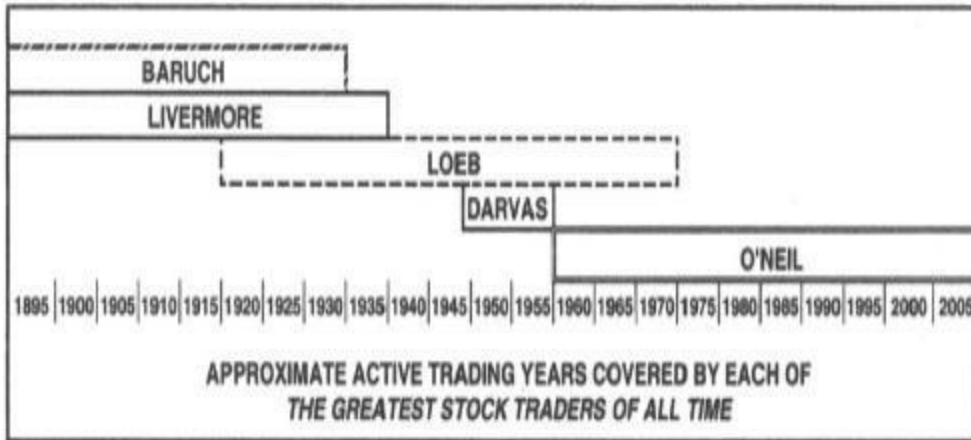 BARUCH
LIVERMORE
LOEB
DARVAS
O'NEIL
1895 1900 1905 1910 1915 1920 1925 1930 1935 1940 1945 1950 1955 1960 1965 1970 1975 1980 1985 1990 1995 2000 2005
APPROXIMATE ACTIVE TRADING YEARS COVERED BY EACH OF
THE GREATEST STOCK TRADERS OF ALL TIME